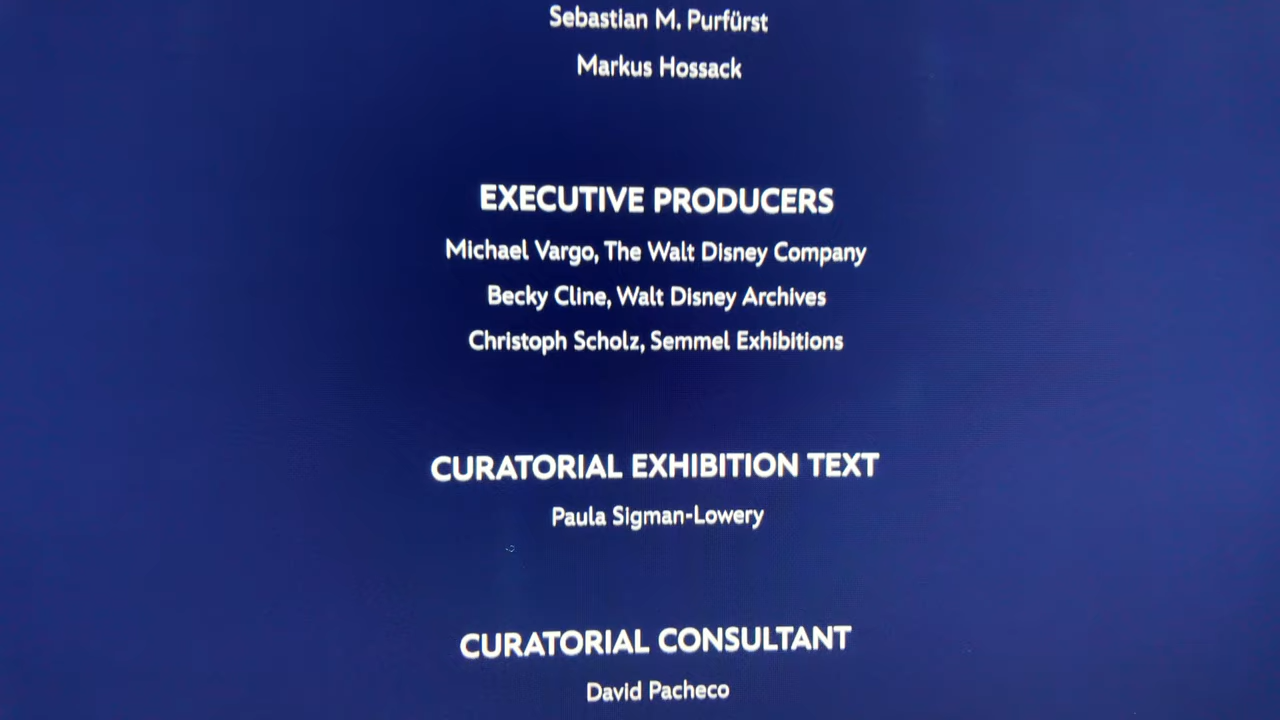 Sebastian M. Purfürst
Markus Hossack
EXECUTIVE PRODUCERS
Michael Vargo, The Walt Disney Company
Becky Cline, Walt Disney Archives
Christoph Scholz, Semmel Exhibitions
CURATORIAL EXHIBITION TEXT
Paula Sigman-Lowery
CURATORIAL CONSULTANT
David Pacheco